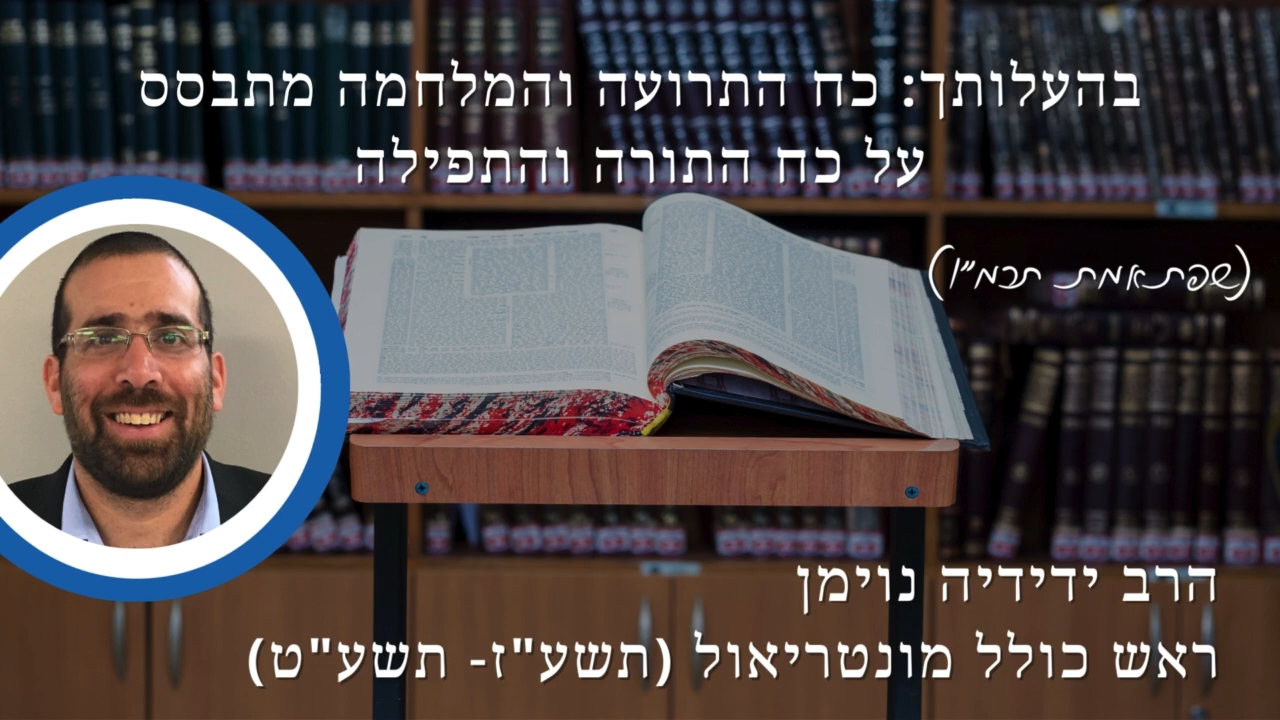 בהעלותך: כח התרועה והמלחמה מתבסס
על כח התורה והתפילה
(שפת אמת תרמ"ו)
הרב ידידיה נוימן
ראש כולל מונטריאול (תשע"ז- תשע"ט)